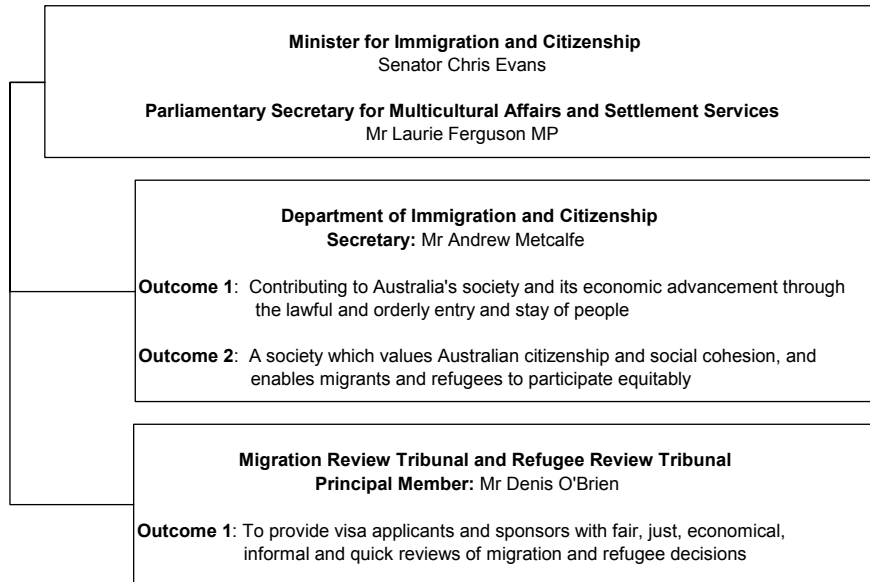 Minister for Immigration and Citizenship
Senator Chris Evans
Parliamentary Secretary for Multicultural Affairs and Settlement Services
Mr Laurie Ferguson MP
Department of Immigration and Citizenship
Secretary: Mr Andrew Metcalfe
Outcome 1: Contributing to Australia's society and its economic advancement through
the lawful and orderly entry and stay of people
Outcome 2: A society which values Australian citizenship and social cohesion, and
enables migrants and refugees to participate equitably
Migration Review Tribunal and Refugee Review Tribunal
Principal Member: Mr Denis O'Brien
Outcome 1: To provide visa applicants and sponsors with fair, just, economical,
informal and quick reviews of migration and refugee decisions